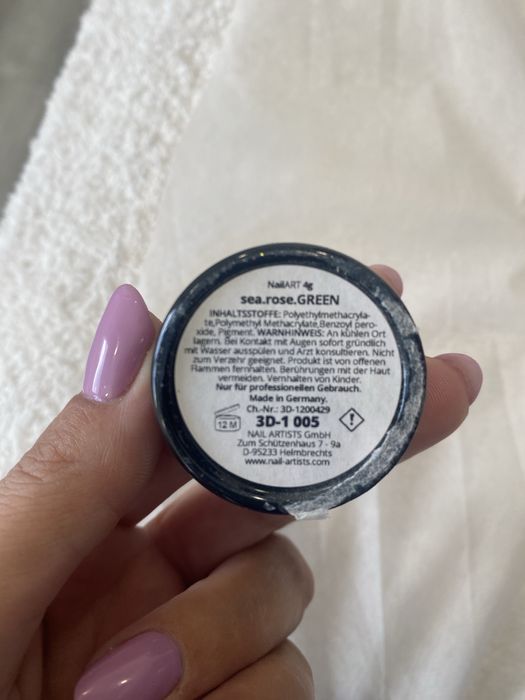 NailART 4g
sea.rose.GREEN
INHALTSSTOFFE: Polyethylmethacryla-
te,Polymethyl Methacrylate,Benzoyl pero-
xide, Pigment. WARNHINWEIS: An kühlen Ort
lagern. Bei Kontakt mit Augen sofort gründlich
mit Wasser ausspülen und Arzt konsultieren. Nicht
zum Verzehr geeignet. Produkt ist von offenen
Flammen fernhalten. Berührungen mit der Haut
vermeiden. Vernhalten von Kinder.
Nur für professionellen Gebrauch.
Made in Germany.
Ch.-Nr.: 3D-1200429
12 M
3D-1 005
NAIL ARTISTS GmbH
Zum Schützenhaus 7 - 9a
D-95233 Helmbrechts
www.nail-artists.com